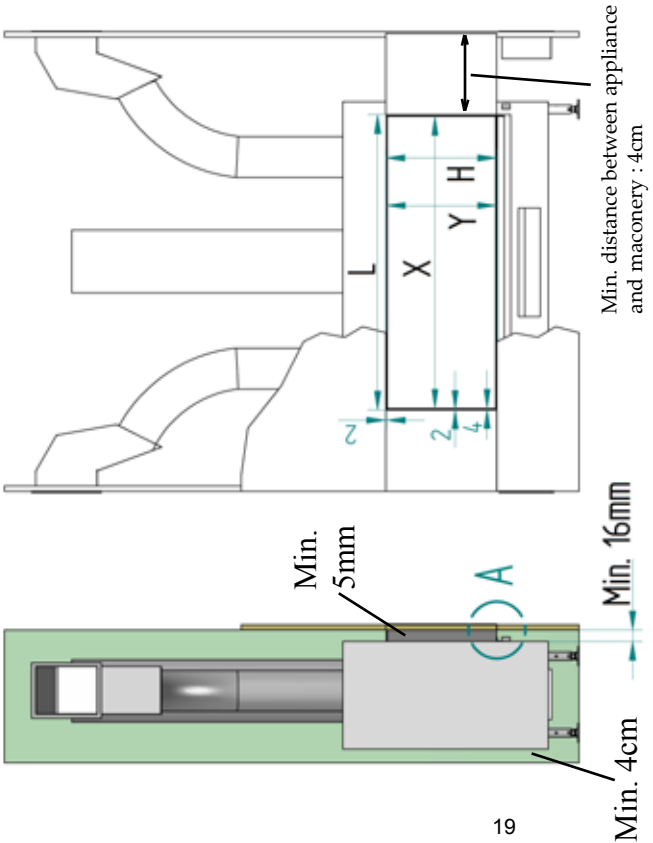 L
X
Y
H
2
2
4
Min. distance between appliance
and maconery : 4cm
Min.
5mm
A
Min. 16mm
Min. 4cm
19